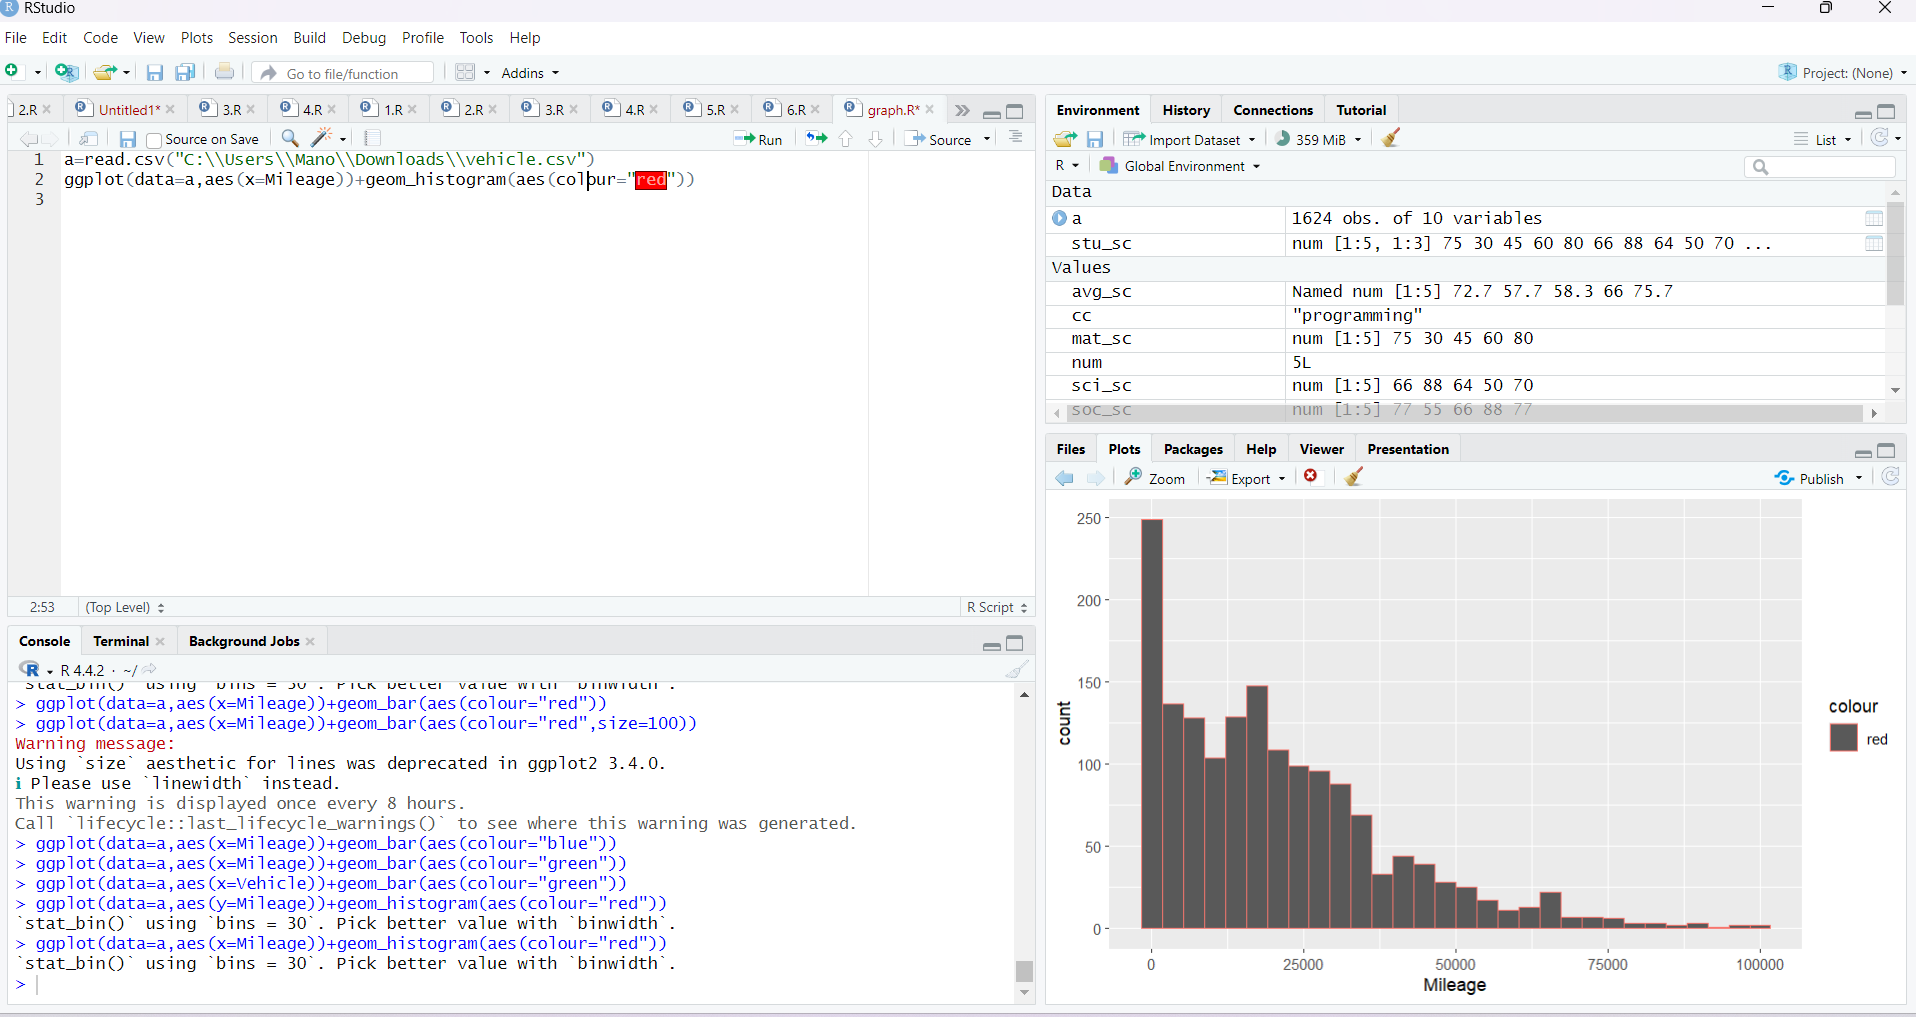 RStudio
File Edit Code View Plots Session Build Debug Profile Tools Help
Go to file/function Addins Project: (None)
2.R Untitled1* 3.R 4.R 1.R 2.R 3.R 4.R 5.R 6.R graph.R*
Source on Save Run Source
1 a=read.csv("C:\\Users\\Mano\\Downloads\\vehicle.csv")
2 ggplot(data=a,aes(x=Mileage))+geom_histogram(aes(colour="red"))
3
2:53 (Top Level) R Script
Console Terminal Background Jobs
R 4.4.2 · ~/
`stat_bin()` using `bins = 30`. Pick better value with `binwidth`.
> ggplot(data=a,aes(x=Mileage))+geom_bar(aes(colour="red"))
> ggplot(data=a,aes(x=Mileage))+geom_bar(aes(colour="red",size=100))
Warning message:
Using `size` aesthetic for lines was deprecated in ggplot2 3.4.0.
ℹ Please use `linewidth` instead.
This warning is displayed once every 8 hours.
Call `lifecycle::last_lifecycle_warnings()` to see where this warning was generated.
> ggplot(data=a,aes(x=Mileage))+geom_bar(aes(colour="blue"))
> ggplot(data=a,aes(x=Mileage))+geom_bar(aes(colour="green"))
> ggplot(data=a,aes(x=Vehicle))+geom_bar(aes(colour="green"))
> ggplot(data=a,aes(y=Mileage))+geom_histogram(aes(colour="red"))
`stat_bin()` using `bins = 30`. Pick better value with `binwidth`.
> ggplot(data=a,aes(x=Mileage))+geom_histogram(aes(colour="red"))
`stat_bin()` using `bins = 30`. Pick better value with `binwidth`.
>
Environment History Connections Tutorial
Import Dataset 359 MiB List
R Global Environment
Data
a 1624 obs. of 10 variables
stu_sc num [1:5, 1:3] 75 30 45 60 80 66 88 64 50 70 ...
Values
avg_sc Named num [1:5] 72.7 57.7 58.3 66 75.7
cc "programming"
mat_sc num [1:5] 75 30 45 60 80
num 5L
sci_sc num [1:5] 66 88 64 50 70
soc_sc num [1:5] 77 55 66 88 77
Files Plots Packages Help Viewer Presentation
Zoom Export Publish
250
200
150
100
50
0
count
0 25000 50000 75000 100000
Mileage
colour
red